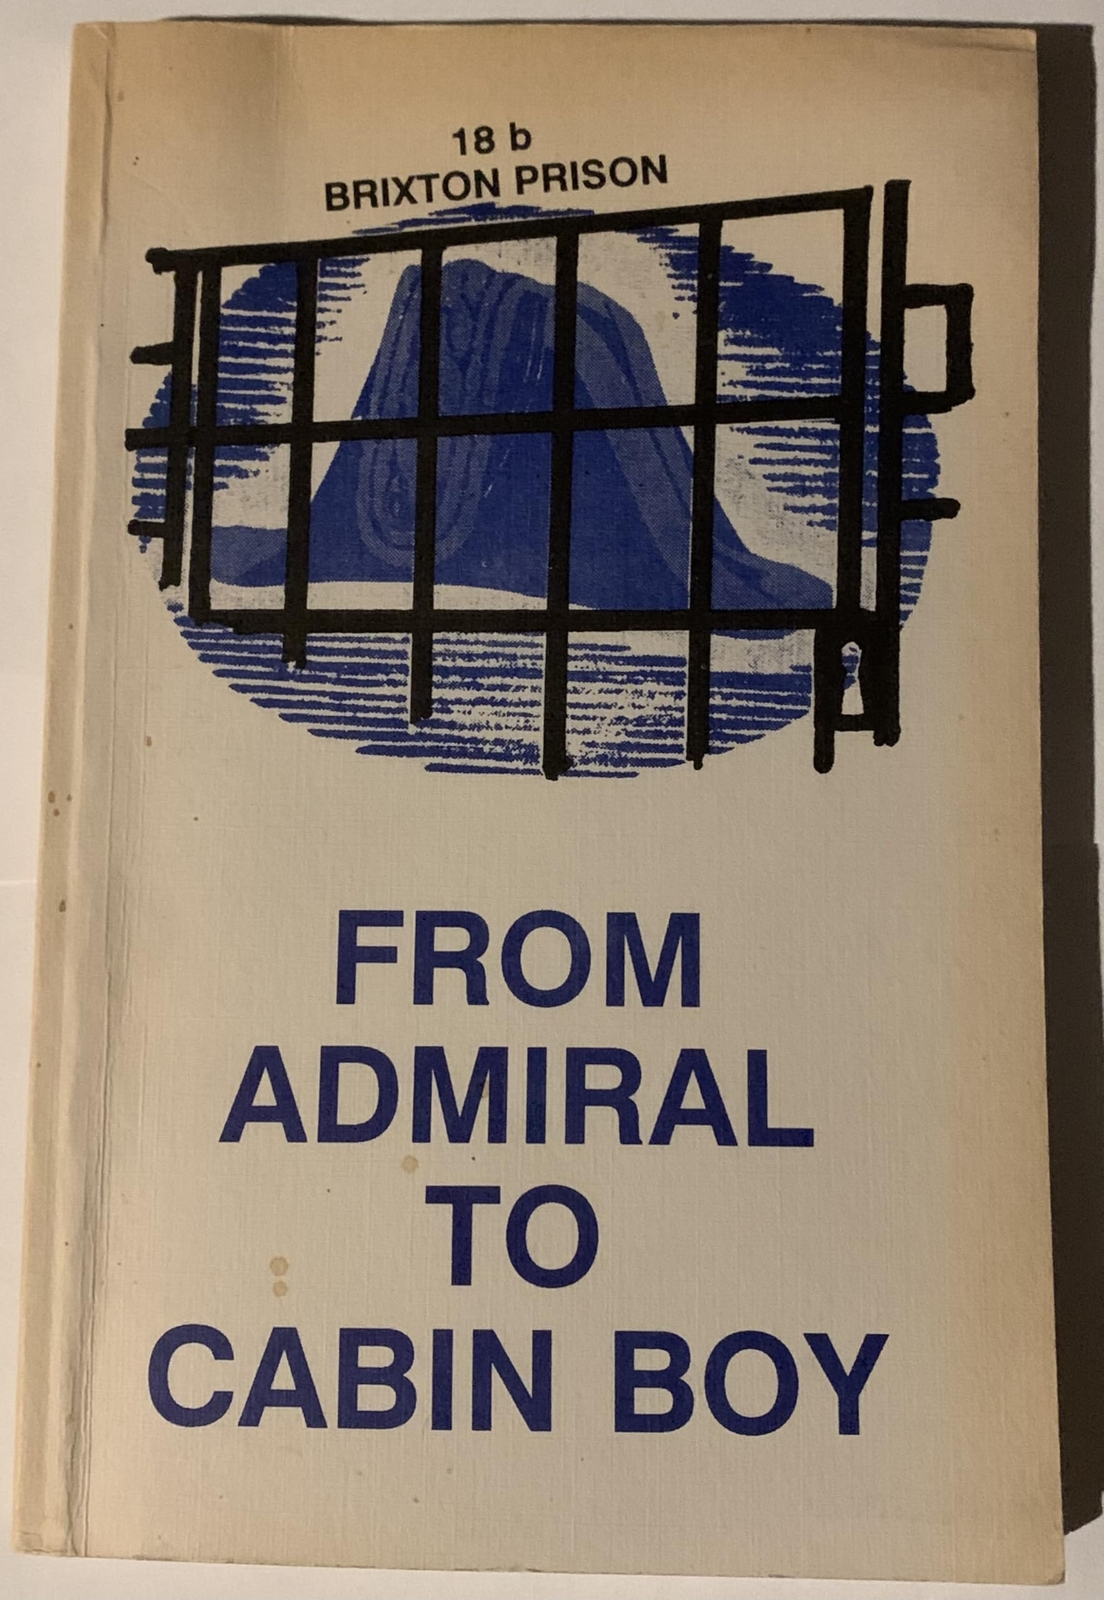 18 b
BRIXTON PRISON
FROM
ADMIRAL
TO
CABIN BOY